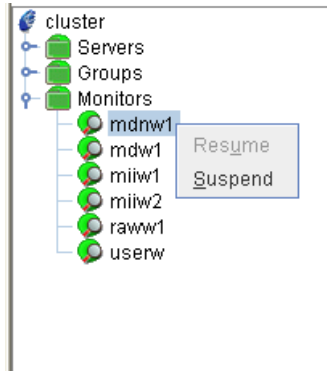 cluster
Servers
Groups
Monitors
mdnw1
mdw1
miiw1
miiw2
raww1
userw
Resume
Suspend